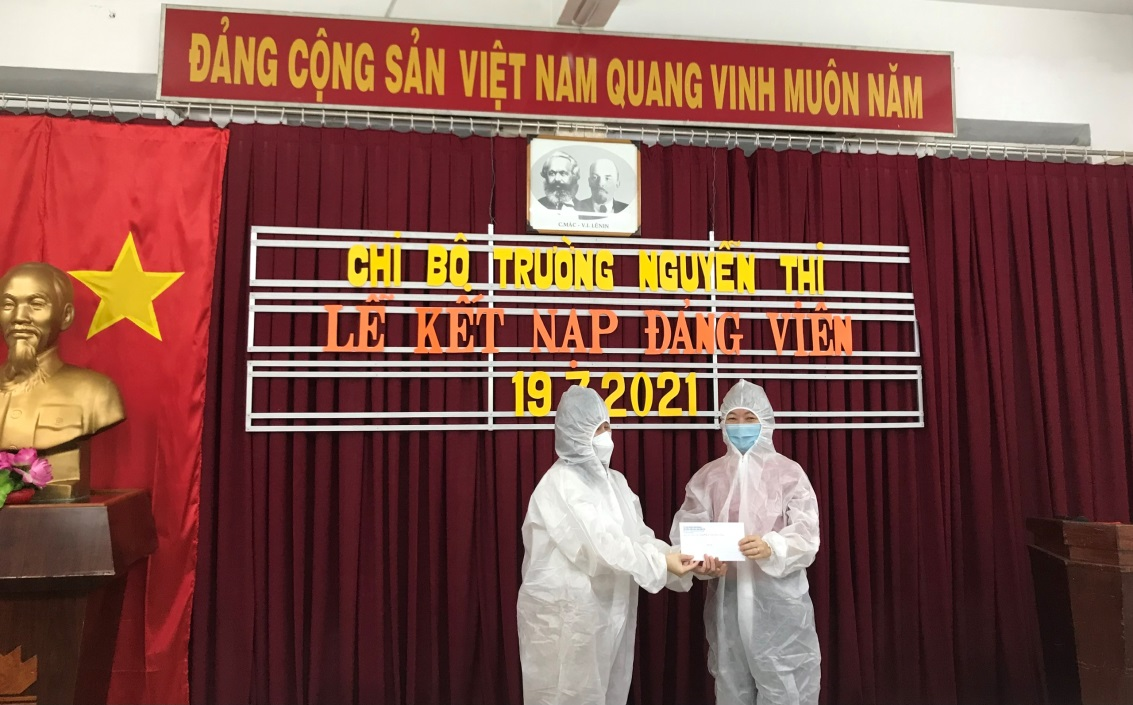 ĐẢNG CỘNG SẢN VIỆT NAM QUANG VINH MUÔN NĂM
C.MÁC - V.I. LÊNIN
CHI BỘ TRƯỜNG NGUYỄN THI
LỄ KẾT NẠP ĐẢNG VIÊN
19.7.2021